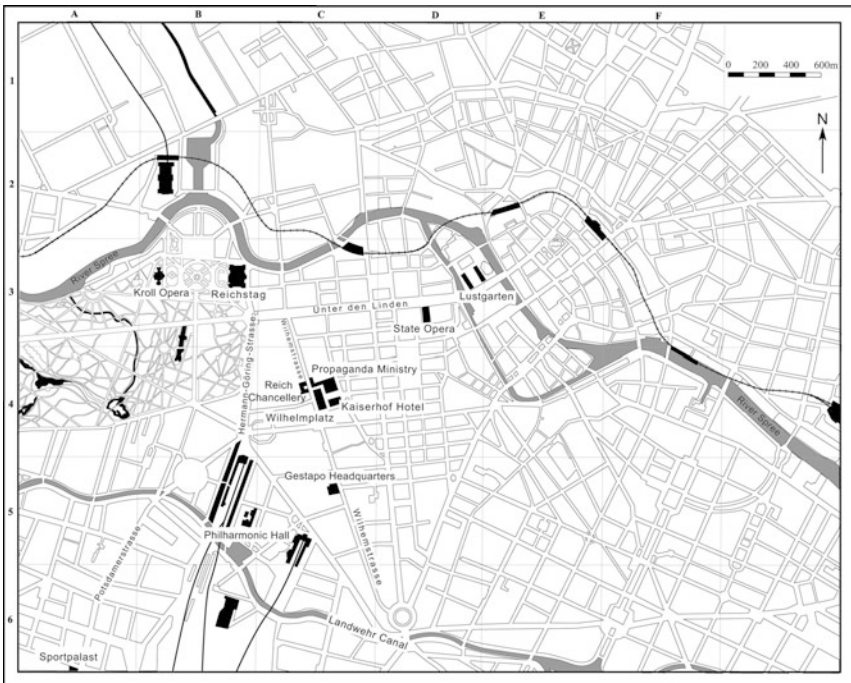 A B C D E F
1
0 200 400 600m
N
2
River Spree
Kroll Opera
Reichstag
3
Lustgarten
Unter den Linden
State Opera
Hermann-Göring-Strasse
Wilhemstrasse
Propaganda Ministry
Reich
Chancellery
Kaiserhof Hotel
4
Wilhelmplatz
River Spree
Gestapo Headquarters
5
Philharmonic Hall
Wilhemstrasse
Potsdamerstrasse
6
Landwehr Canal
Sportpalast